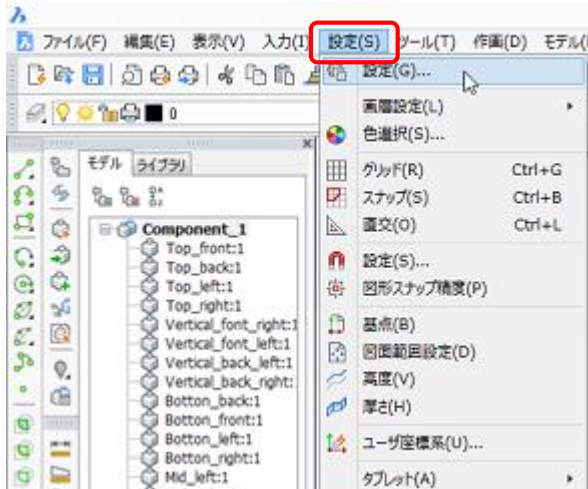 ファイル(F) 編集(E) 表示(V) 入力(I) 設定(S) ツール(T) 作画(D) モデル(
設定(G)...
0
画層設定(L)
色選択(S)...
モデル ライブラリ
グリッド(R) Ctrl+G
スナップ(S) Ctrl+B
直交(O) Ctrl+L
Component_1
Top_front:1
Top_back:1
Top_left:1
Top_right:1
Vertical_font_right:1
Vertical_font_left:1
Vertical_back_left:1
Vertical_back_right:
Botton_back:1
Botton_front:1
Botton_left:1
Botton_right:1
Mid_left:1
設定(S)...
図形スナップ精度(P)
基点(B)
図面範囲設定(D)
高度(V)
厚さ(H)
ユーザ座標系(U)...
タブレット(A)